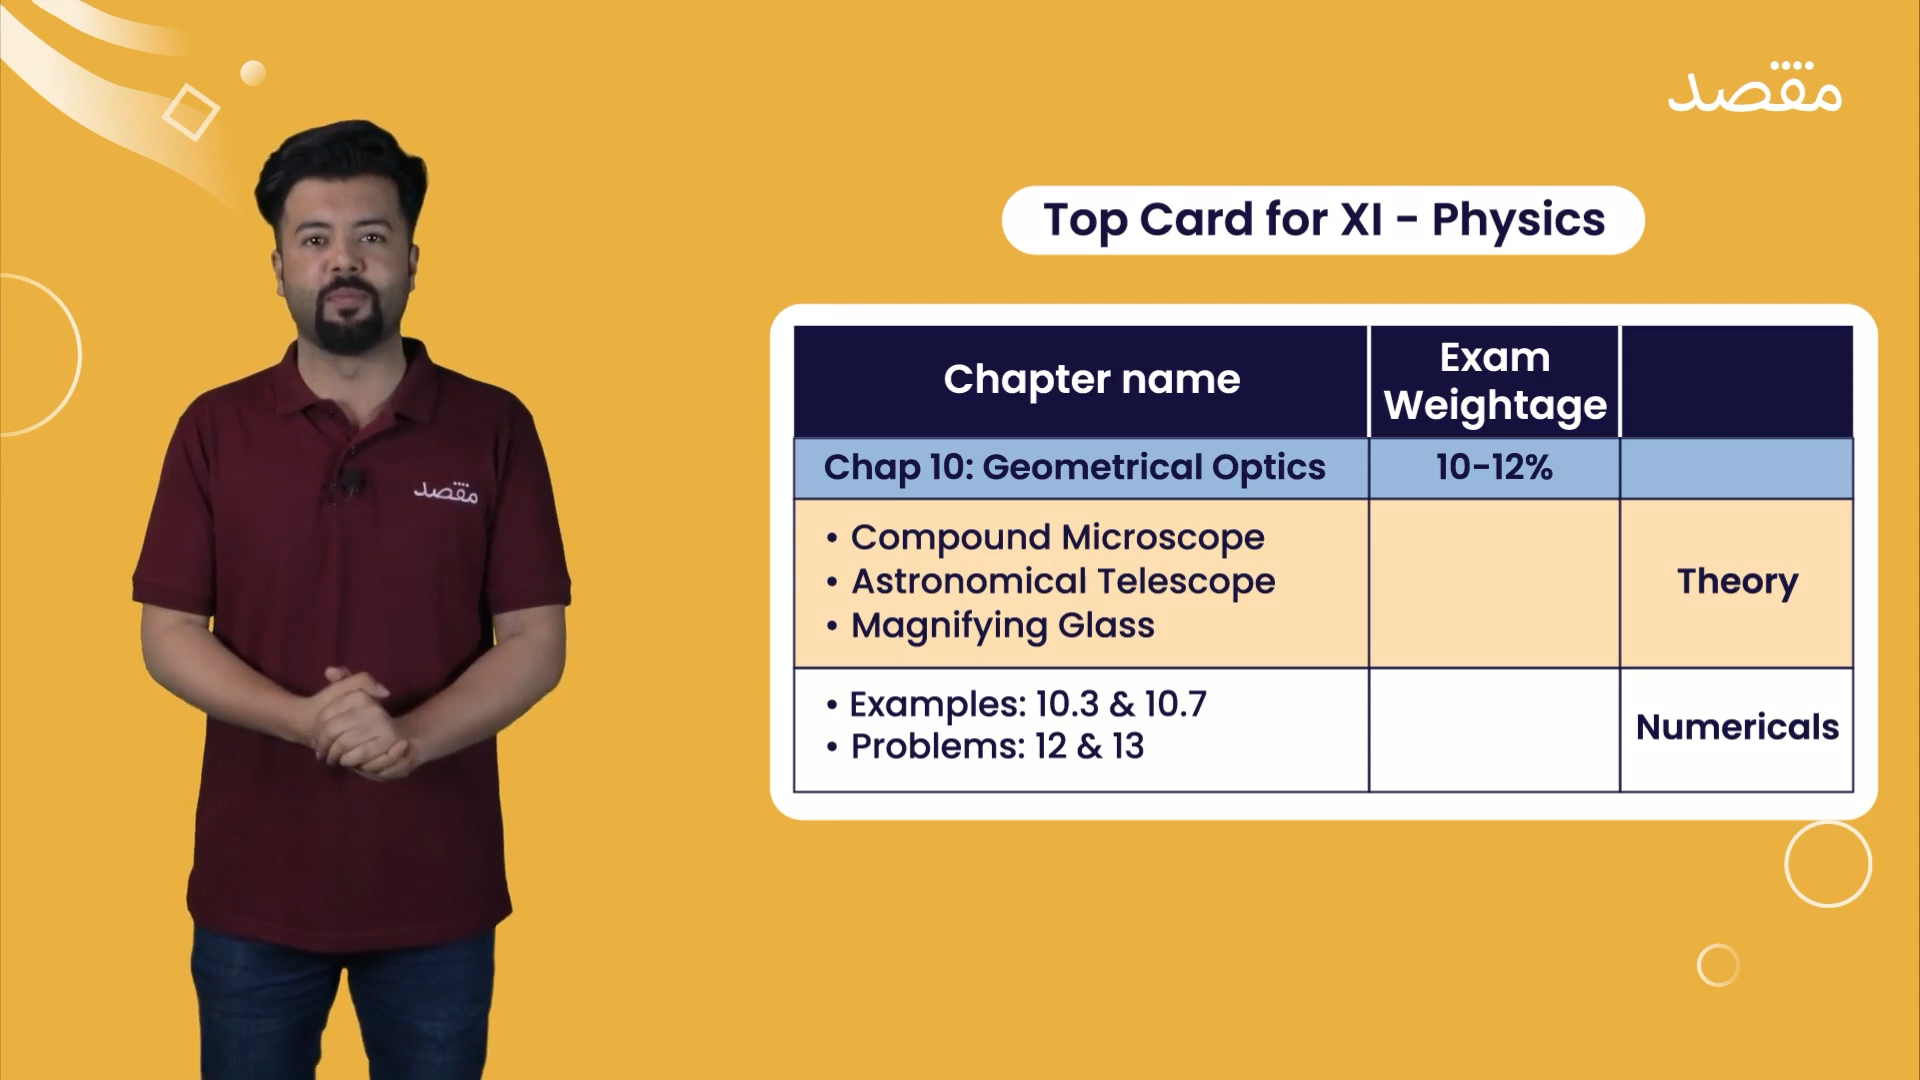 مقصد
Top Card for XI - Physics
Chapter name
Exam
Weightage
Chap 10: Geometrical Optics
10-12%
• Compound Microscope
• Astronomical Telescope
• Magnifying Glass
Theory
• Examples: 10.3 & 10.7
• Problems: 12 & 13
Numericals
مقصد